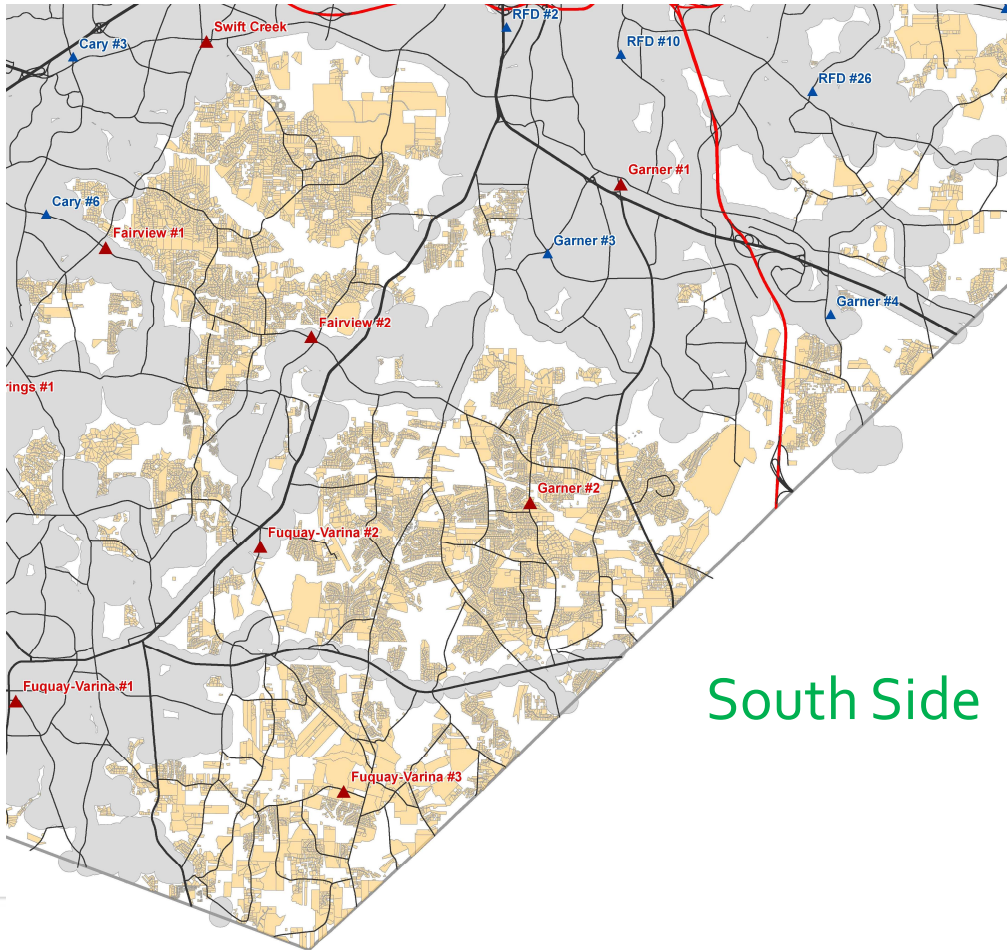 RFD #2
Swift Creek
Cary #3
RFD #10
RFD #26
Garner #1
Cary #6
Fairview #1
Garner #3
Garner #4
Fairview #2
rings #1
Garner #2
Fuquay-Varina #2
Fuquay-Varina #1
South Side
Fuquay-Varina #3